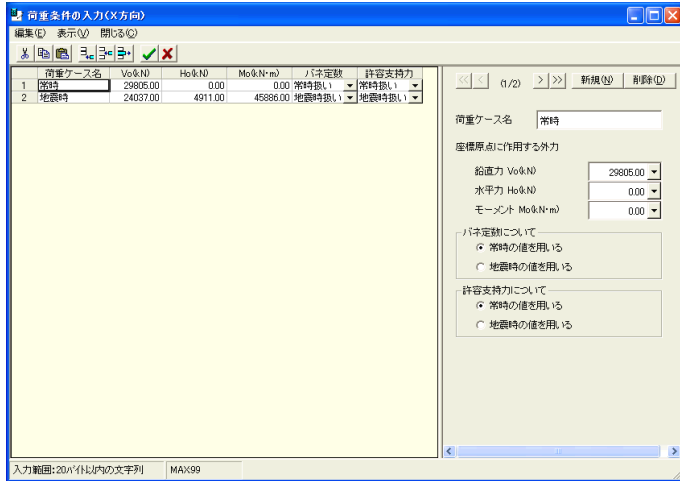 荷重条件の入力(X方向)
編集(E) 表示(V) 閉じる(C)
荷重ケース名 Vo(kN) Ho(kN) Mo(kN・m) バネ定数 許容支持力
1 常時 29805.00 0.00 0.00 常時扱い 常時扱い
2 地震時 24037.00 4911.00 45886.00 地震時扱い 地震時扱い
<< < (1/2) > >> 新規(N) 削除(D)
荷重ケース名 常時
座標原点に作用する外力
鉛直力 Vo(kN) 29805.00
水平力 Ho(kN) 0.00
モーメント Mo(kN・m) 0.00
バネ定数について
常時の値を用いる
地震時の値を用いる
許容支持力について
常時の値を用いる
地震時の値を用いる
入力範囲:20バイト以内の文字列 MAX99